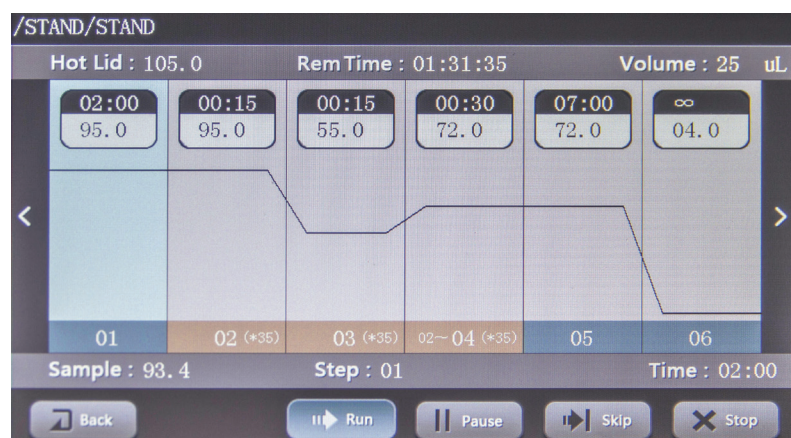 /STAND/STAND
Hot Lid : 105.0 Rem Time : 01:31:35 Volume : 25 uL
02:00 00:15 00:15 00:30 07:00 ∞
95.0 95.0 55.0 72.0 72.0 04.0
01 02 (*35) 03 (*35) 02~04 (*35) 05 06
Sample : 93.4 Step : 01 Time : 02:00
Back Run Pause Skip Stop